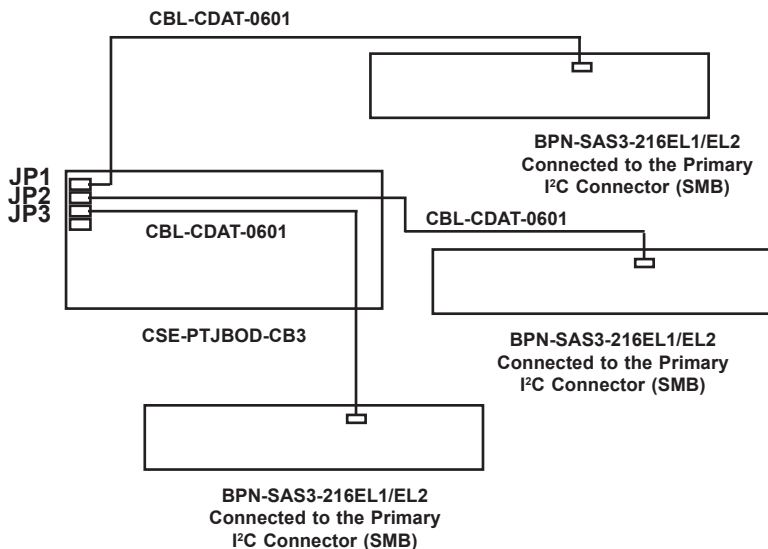 CBL-CDAT-0601
BPN-SAS3-216EL1/EL2
Connected to the Primary
I²C Connector (SMB)
JP1
JP2
JP3
CBL-CDAT-0601
CBL-CDAT-0601
CSE-PTJBOD-CB3
BPN-SAS3-216EL1/EL2
Connected to the Primary
I²C Connector (SMB)
BPN-SAS3-216EL1/EL2
Connected to the Primary
I²C Connector (SMB)